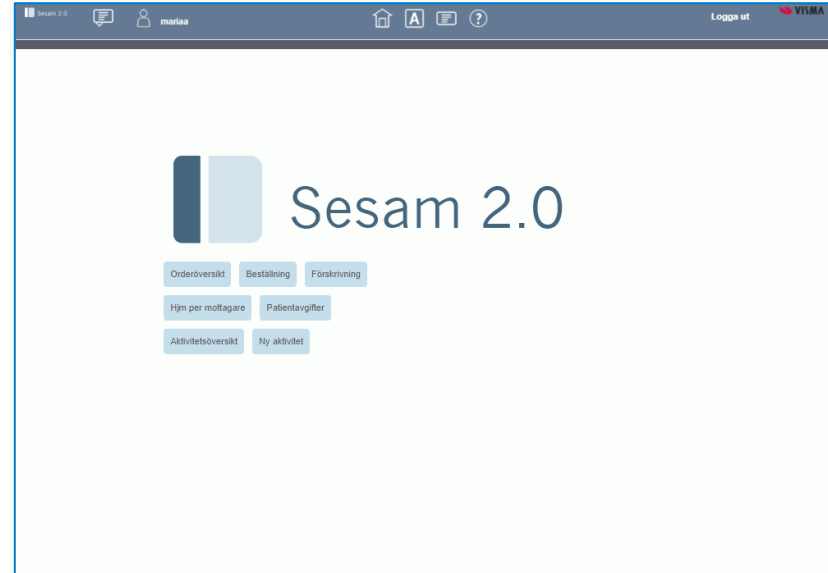 Sesam 2.0 mariaa A ? Logga ut VISMA
Sesam 2.0
Orderöversikt Beställning Förskrivning
Hjm per mottagare Patientavgifter
Aktivitetsöversikt Ny aktivitet